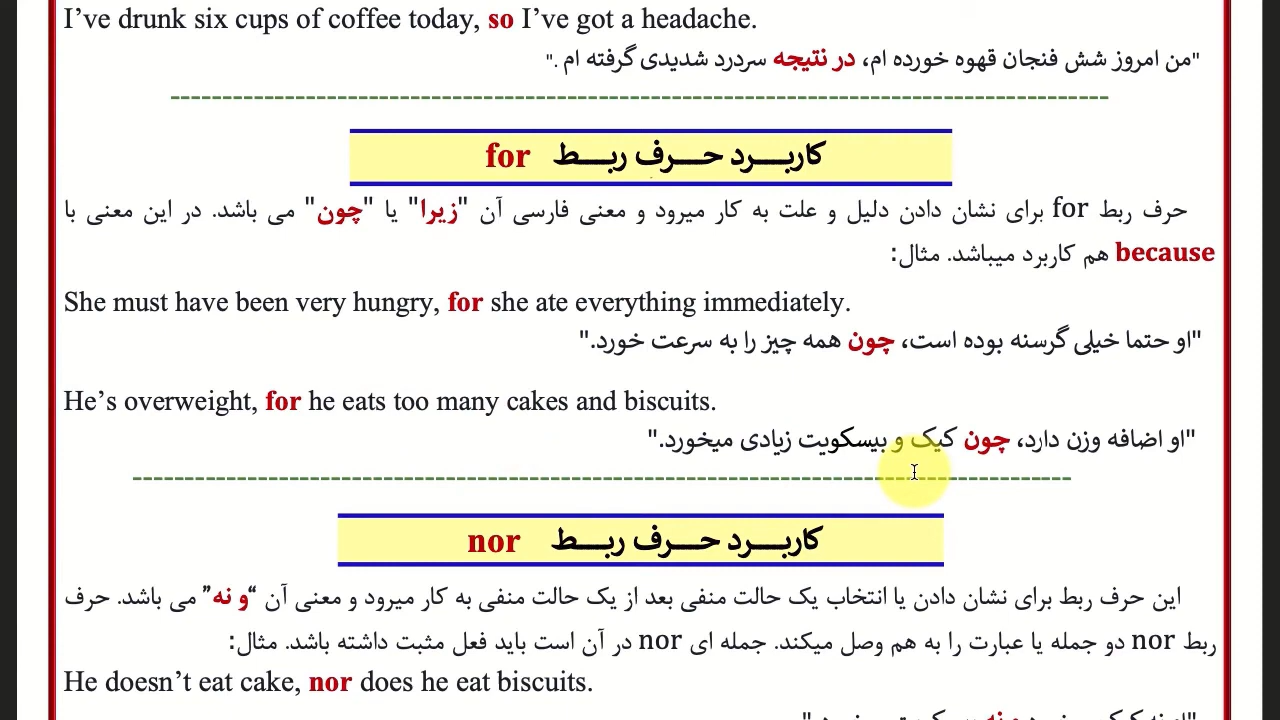 I’ve drunk six cups of coffee today, so I’ve got a headache.
"من امروز شش فنجان قهوه خورده ام، در نتیجه سردرد شدیدی گرفته ام ."
----------------------------------------------------------------------------------------------
کاربـــرد حـــرف ربـــط for
حرف ربط for برای نشان دادن دلیل و علت به کار میرود و معنی فارسی آن "زیرا" یا "چون" می باشد. در این معنی با
because هم کاربرد میباشد. مثال:
She must have been very hungry, for she ate everything immediately.
"او حتما خیلی گرسنه بوده است، چون همه چیز را به سرعت خورد."
He’s overweight, for he eats too many cakes and biscuits.
"او اضافه وزن دارد، چون کیک و بیسکویت زیادی میخورد."
----------------------------------------------------------------------------------------------
کاربـــرد حـــرف ربـــط nor
این حرف ربط برای نشان دادن یا انتخاب یک حالت منفی بعد از یک حالت منفی به کار میرود و معنی آن “و نه” می باشد. حرف
ربط nor دو جمله یا عبارت را به هم وصل میکند. جمله ای nor در آن است باید فعل مثبت داشته باشد. مثال:
He doesn’t eat cake, nor does he eat biscuits.